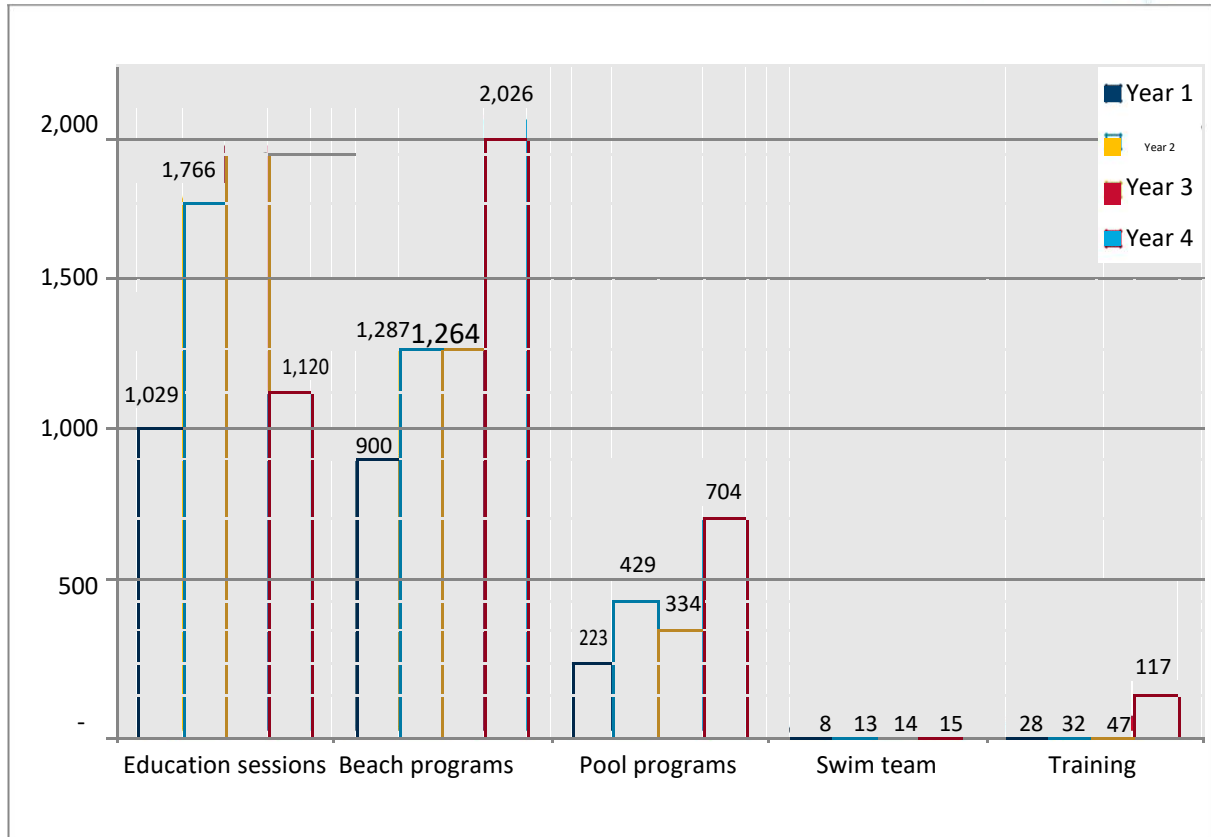 2,026
Year 1
2,000
Year 2
1,766
Year 3
Year 4
1,500
1,287 1,264
1,120
1,029
1,000
900
704
500
429
334
223
117
-
8 13 14 15 28 32 47
Education sessions Beach programs Pool programs Swim team Training